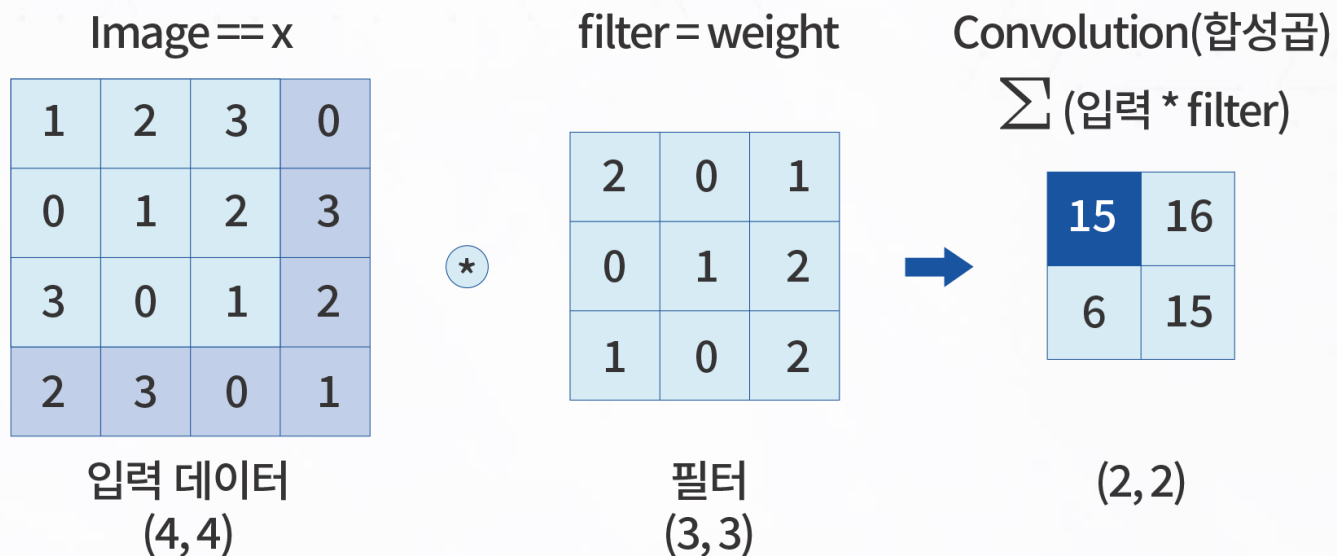 Image == x
1 2 3 0
0 1 2 3
3 0 1 2
2 3 0 1
입력 데이터
(4, 4)
*
filter = weight
2 0 1
0 1 2
1 0 2
필터
(3, 3)
Convolution(합성곱)
∑ (입력 * filter)
15 16
6 15
(2, 2)